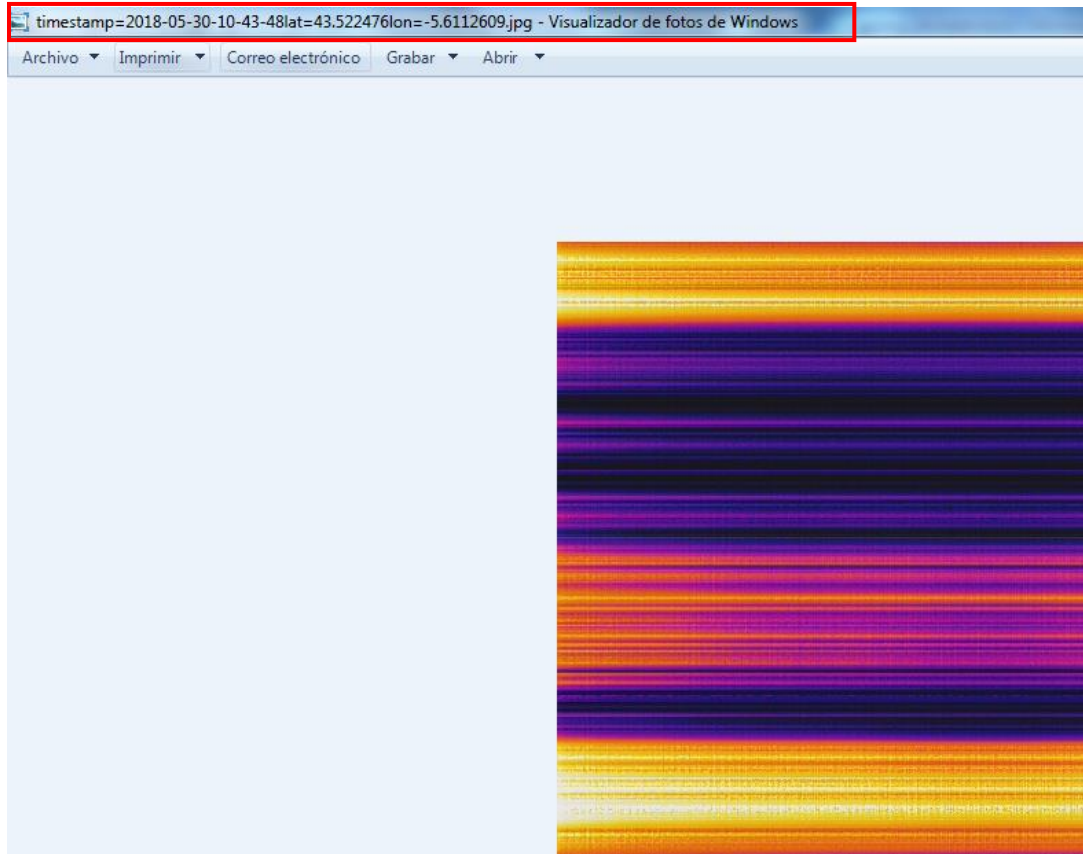 timestamp=2018-05-30-10-43-48lat=43.522476lon=-5.6112609.jpg - Visualizador de fotos de Windows
Archivo Imprimir Correo electrónico Grabar Abrir